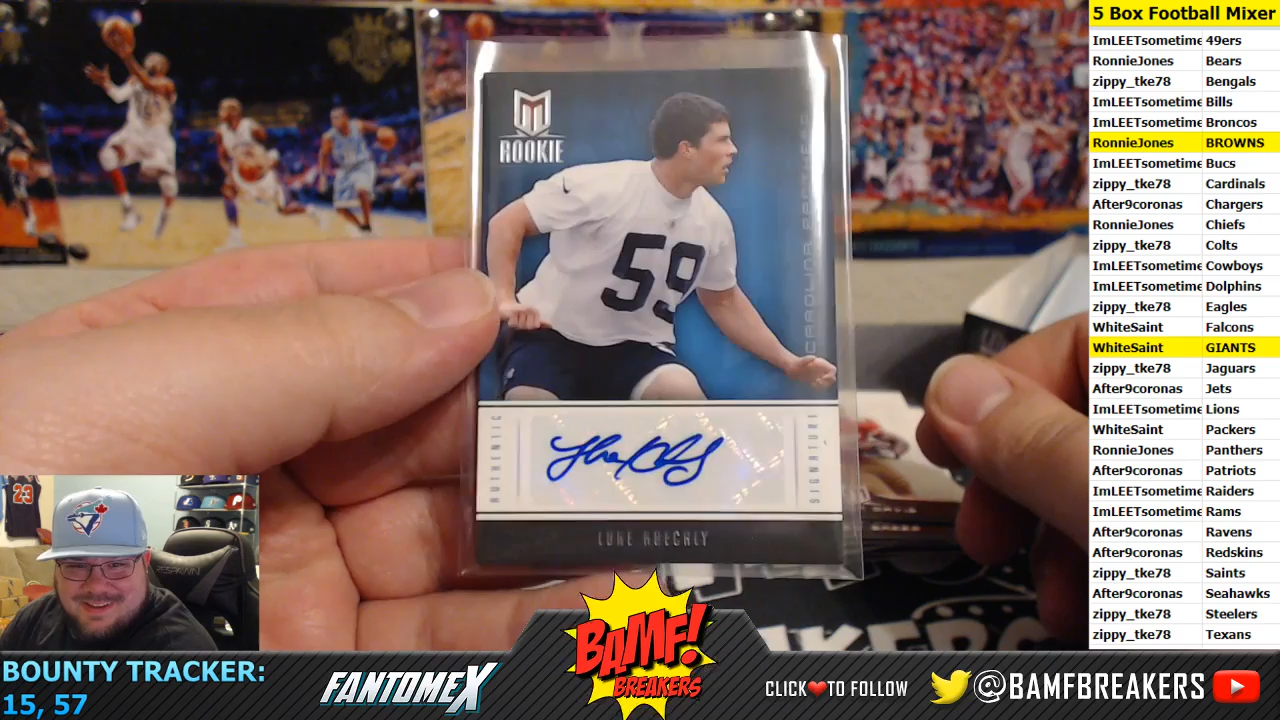 5 Box Football Mixer
ImLEETsometime 49ers
RonnieJones Bears
zippy_tke78 Bengals
ImLEETsometime Bills
ImLEETsometime Broncos
RonnieJones BROWNS
ImLEETsometime Bucs
zippy_tke78 Cardinals
After9coronas Chargers
RonnieJones Chiefs
zippy_tke78 Colts
ImLEETsometime Cowboys
ImLEETsometime Dolphins
zippy_tke78 Eagles
WhiteSaint Falcons
WhiteSaint GIANTS
zippy_tke78 Jaguars
After9coronas Jets
ImLEETsometime Lions
WhiteSaint Packers
RonnieJones Panthers
After9coronas Patriots
ImLEETsometime Raiders
ImLEETsometime Rams
After9coronas Ravens
After9coronas Redskins
zippy_tke78 Saints
After9coronas Seahawks
zippy_tke78 Steelers
zippy_tke78 Texans
M
ROOKIE
59
CAROLINA PANTHERS
AUTHENTIC
SIGNATURE
LUKE KUECHLY
23
BOUNTY TRACKER:
15, 57
FANTOMEX
BAMF!
BREAKERS
CLICK TO FOLLOW
@BAMFBREAKERS